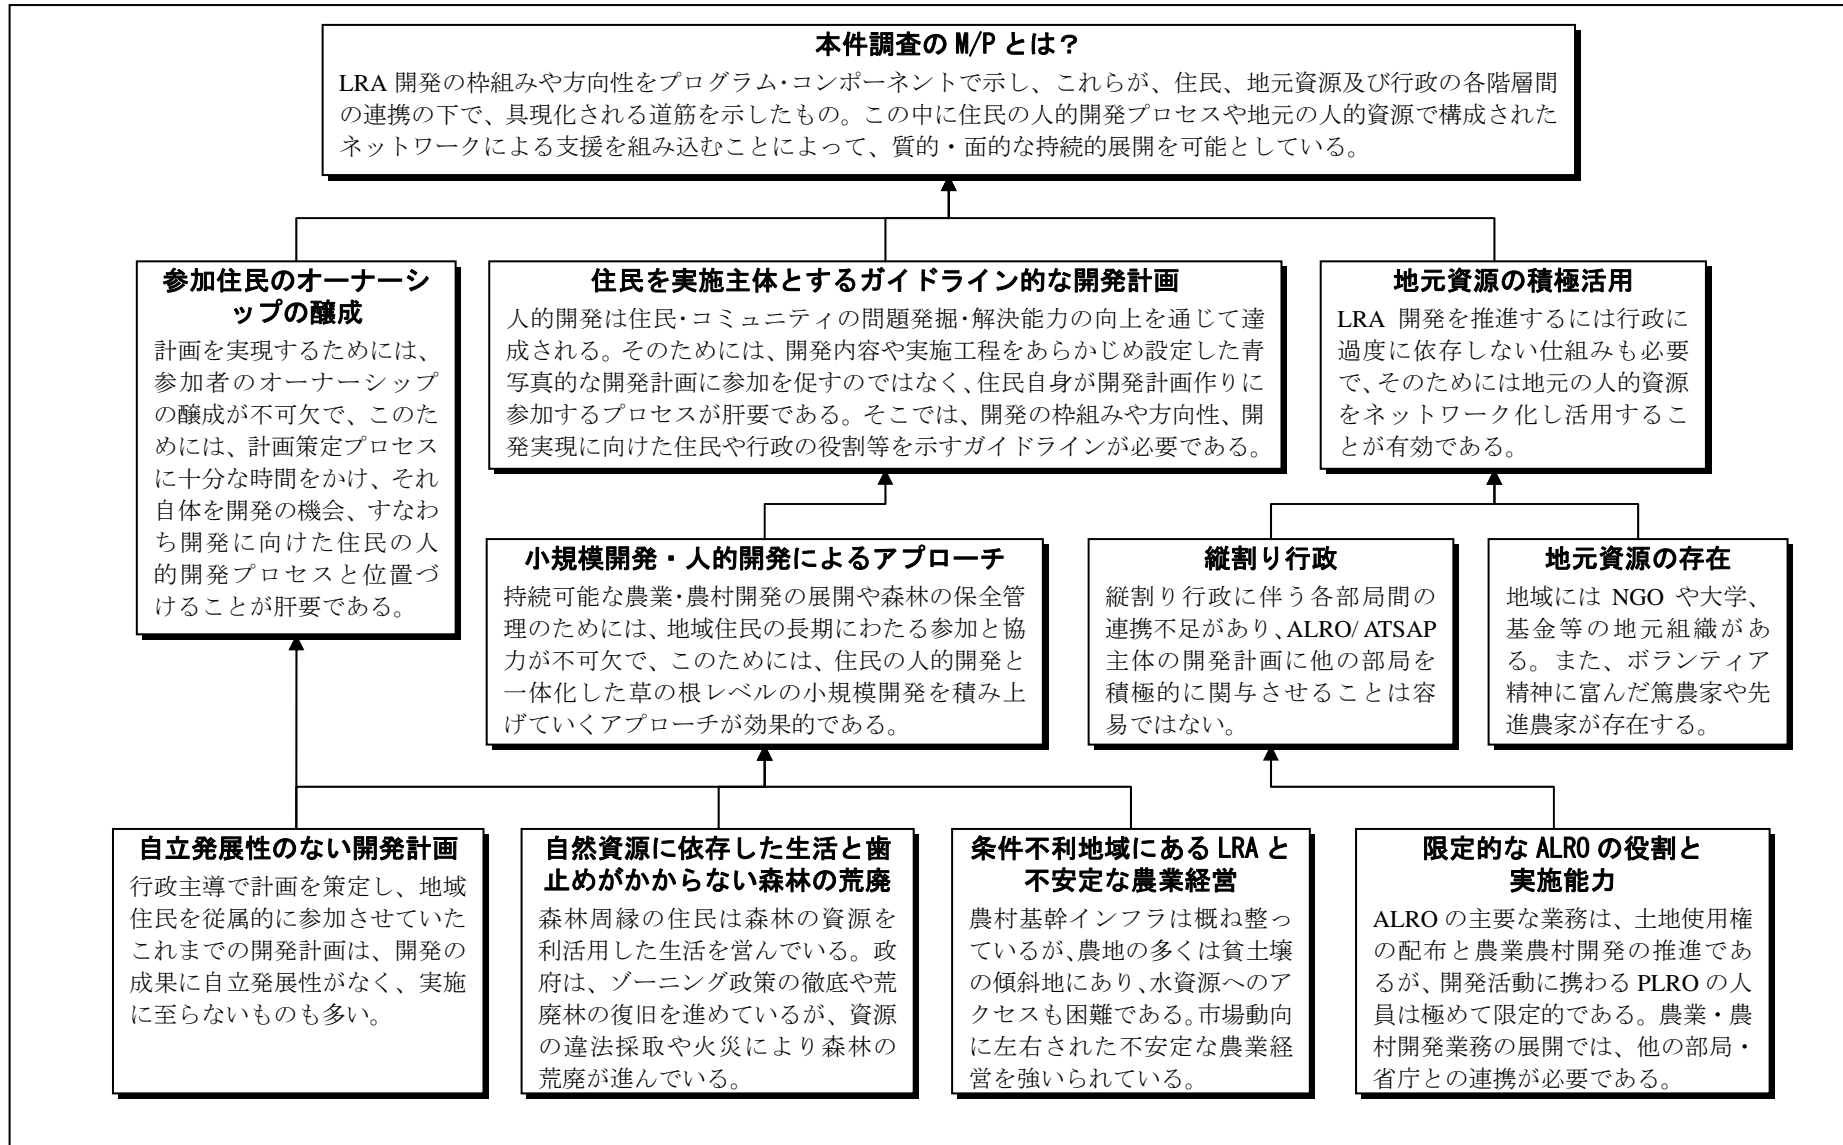 本件調査の M/P とは？
LRA 開発の枠組みや方向性をプログラム・コンポーネントで示し、これらが、住民、地元資源及び行政の各階層間
の連携の下で、具現化される道筋を示したもの。この中に住民の人的開発プロセスや地元の人的資源で構成された
ネットワークによる支援を組み込むことによって、質的・面的な持続的展開を可能としている。
参加住民のオーナーシ
ップの醸成
計画を実現するためには、
参加者のオーナーシップ
の醸成が不可欠で、このた
めには、計画策定プロセス
に十分な時間をかけ、それ
自体を開発の機会、すなわ
ち開発に向けた住民の人
的開発プロセスと位置づ
けることが肝要である。
住民を実施主体とするガイドライン的な開発計画
人的開発は住民・コミュニティの問題発掘・解決能力の向上を通じて達
成される。そのためには、開発内容や実施工程をあらかじめ設定した青
写真的な開発計画に参加を促すのではなく、住民自身が開発計画作りに
参加するプロセスが肝要である。そこでは、開発の枠組みや方向性、開
発実現に向けた住民や行政の役割等を示すガイドラインが必要である。
地元資源の積極活用
LRA 開発を推進するには行政に
過度に依存しない仕組みも必要
で、そのためには地元の人的資源
をネットワーク化し活用するこ
とが有効である。
小規模開発・人的開発によるアプローチ
持続可能な農業・農村開発の展開や森林の保全管
理のためには、地域住民の長期にわたる参加と協
力が不可欠で、このためには、住民の人的開発と
一体化した草の根レベルの小規模開発を積み上
げていくアプローチが効果的である。
縦割り行政
縦割り行政に伴う各部局間の
連携不足があり、ALRO/ ATSAP
主体の開発計画に他の部局を
積極的に関与させることは容
易ではない。
地元資源の存在
地域には NGO や大学、
基金等の地元組織があ
る。また、ボランティア
精神に富んだ篤農家や先
進農家が存在する。
自立発展性のない開発計画
行政主導で計画を策定し、地域
住民を従属的に参加させていた
これまでの開発計画は、開発の
成果に自立発展性がなく、実施
に至らないものも多い。
自然資源に依存した生活と歯
止めがかからない森林の荒廃
森林周縁の住民は森林の資源を
利活用した生活を営んでいる。政
府は、ゾーニング政策の徹底や荒
廃林の復旧を進めているが、資源
の違法採取や火災により森林の
荒廃が進んでいる。
条件不利地域にある LRA と
不安定な農業経営
農村基幹インフラは概ね整っ
ているが、農地の多くは貧土壌
の傾斜地にあり、水資源へのア
クセスも困難である。市場動向
に左右された不安定な農業経
営を強いられている。
限定的な ALRO の役割と
実施能力
ALRO の主要な業務は、土地使用権
の配布と農業農村開発の推進であ
るが、開発活動に携わる PLRO の人
員は極めて限定的である。農業・農
村開発業務の展開では、他の部局・
省庁との連携が必要である。